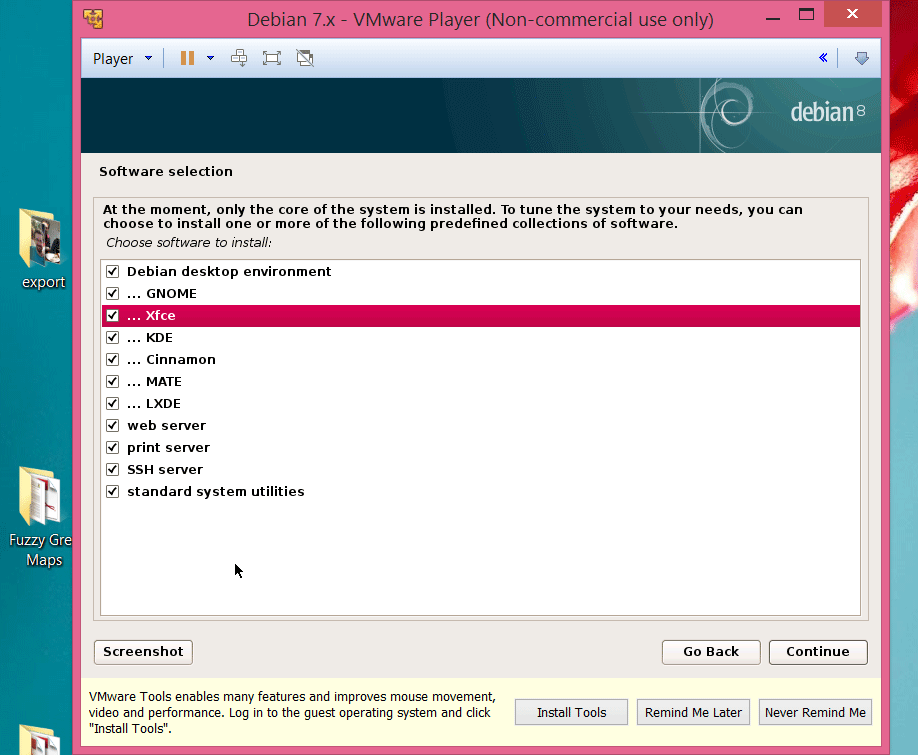 Debian 7.x - VMware Player (Non-commercial use only)
Player
debian 8
Software selection
At the moment, only the core of the system is installed. To tune the system to your needs, you can
choose to install one or more of the following predefined collections of software.
Choose software to install:
Debian desktop environment
... GNOME
... Xfce
... KDE
... Cinnamon
... MATE
... LXDE
web server
print server
SSH server
standard system utilities
export
Fuzzy Gre
Maps
Screenshot
Go Back
Continue
VMware Tools enables many features and improves mouse movement,
video and performance. Log in to the guest operating system and click
"Install Tools".
Install Tools
Remind Me Later
Never Remind Me